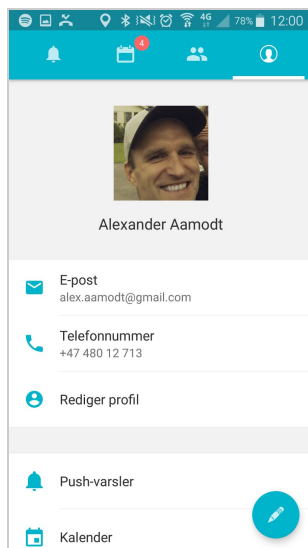 4G 78% 12:00
4
Alexander Aamodt
E-post
alex.aamodt@gmail.com
Telefonnummer
+47 480 12 713
Rediger profil
Push-varsler
Kalender